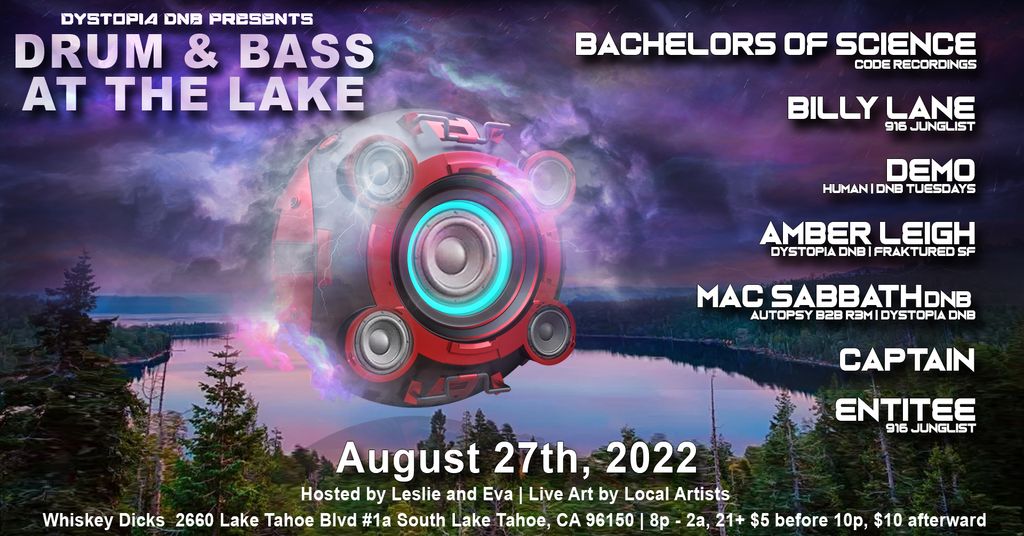 DYSTOPIA DNB PRESENTS
DRUM & BASS
AT THE LAKE
BACHELORS OF SCIENCE
CODE RECORDINGS
BILLY LANE
916 JUNGLIST
DEMO
HUMAN | DNB TUESDAYS
AMBER LEIGH
DYSTOPIA DNB | FRAKTURED SF
MAC SABBATH DNB
AUTOPSY B2B R3M | DYSTOPIA DNB
CAPTAIN
ENTITEE
916 JUNGLIST
August 27th, 2022
Hosted by Leslie and Eva | Live Art by Local Artists
Whiskey Dicks 2660 Lake Tahoe Blvd #1a South Lake Tahoe, CA 96150 | 8p - 2a, 21+ $5 before 10p, $10 afterward